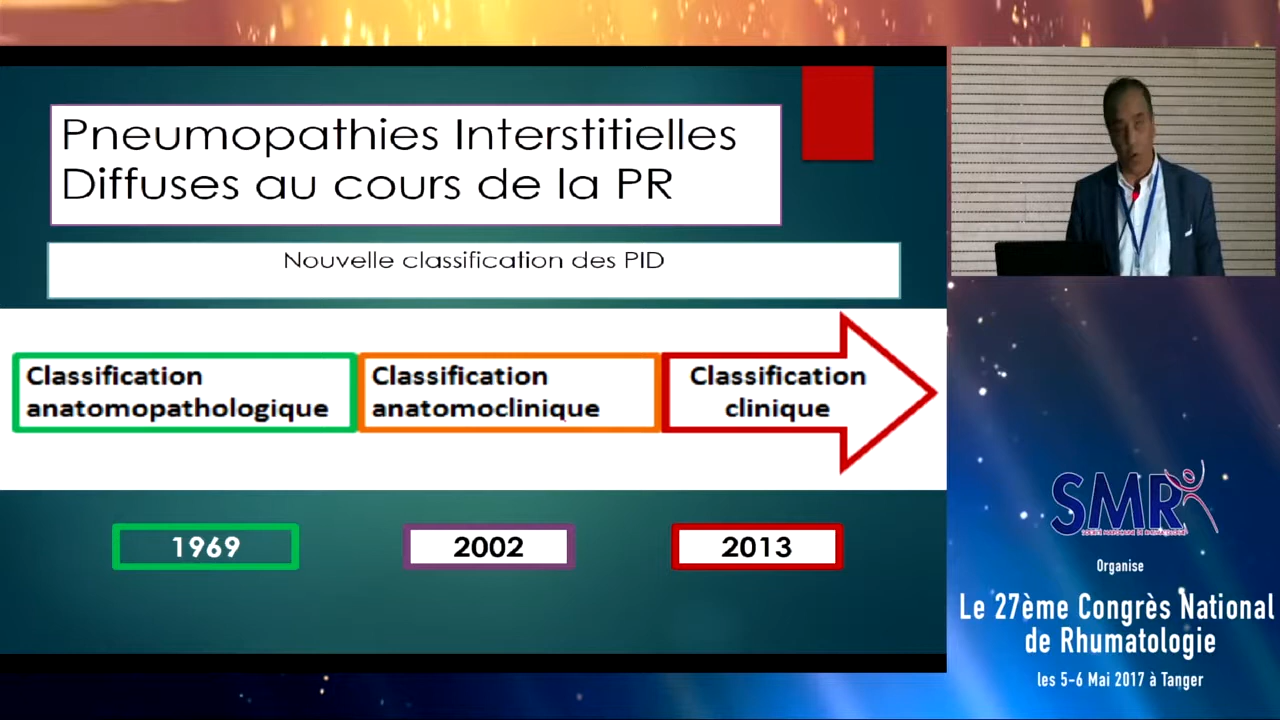 Pneumopathies Interstitielles
Diffuses au cours de la PR
Nouvelle classification des PID
Classification
anatomopathologique
Classification
anatomoclinique
Classification
clinique
1969
2002
2013
SMR
Organise
Le 27ème Congrès National
de Rhumatologie
les 5-6 Mai 2017 à Tanger